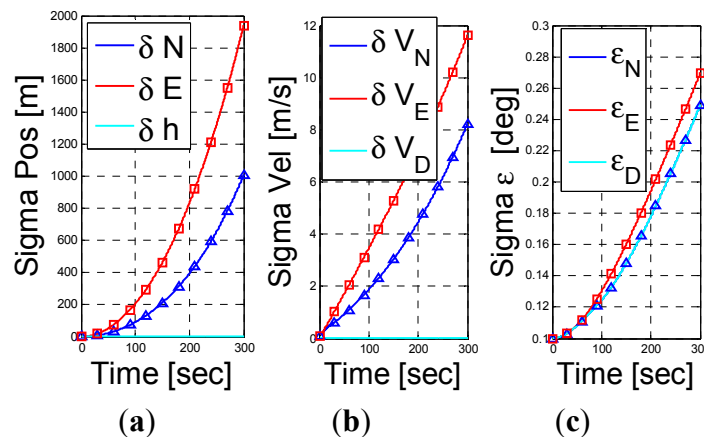 2000
1800
1600
1400
1200
1000
800
600
400
200
0
0 100 200 300
Sigma Pos [m]
Time [sec]
δ N
δ E
δ h
(a)
12
10
8
6
4
2
0 100 200 300
Sigma Vel [m/s]
Time [sec]
δ V_N
δ V_E
δ V_D
(b)
0.3
0.28
0.26
0.24
0.22
0.2
0.18
0.16
0.14
0.12
0.1
0 100 200 300
Sigma ε [deg]
Time [sec]
ε_N
ε_E
ε_D
(c)